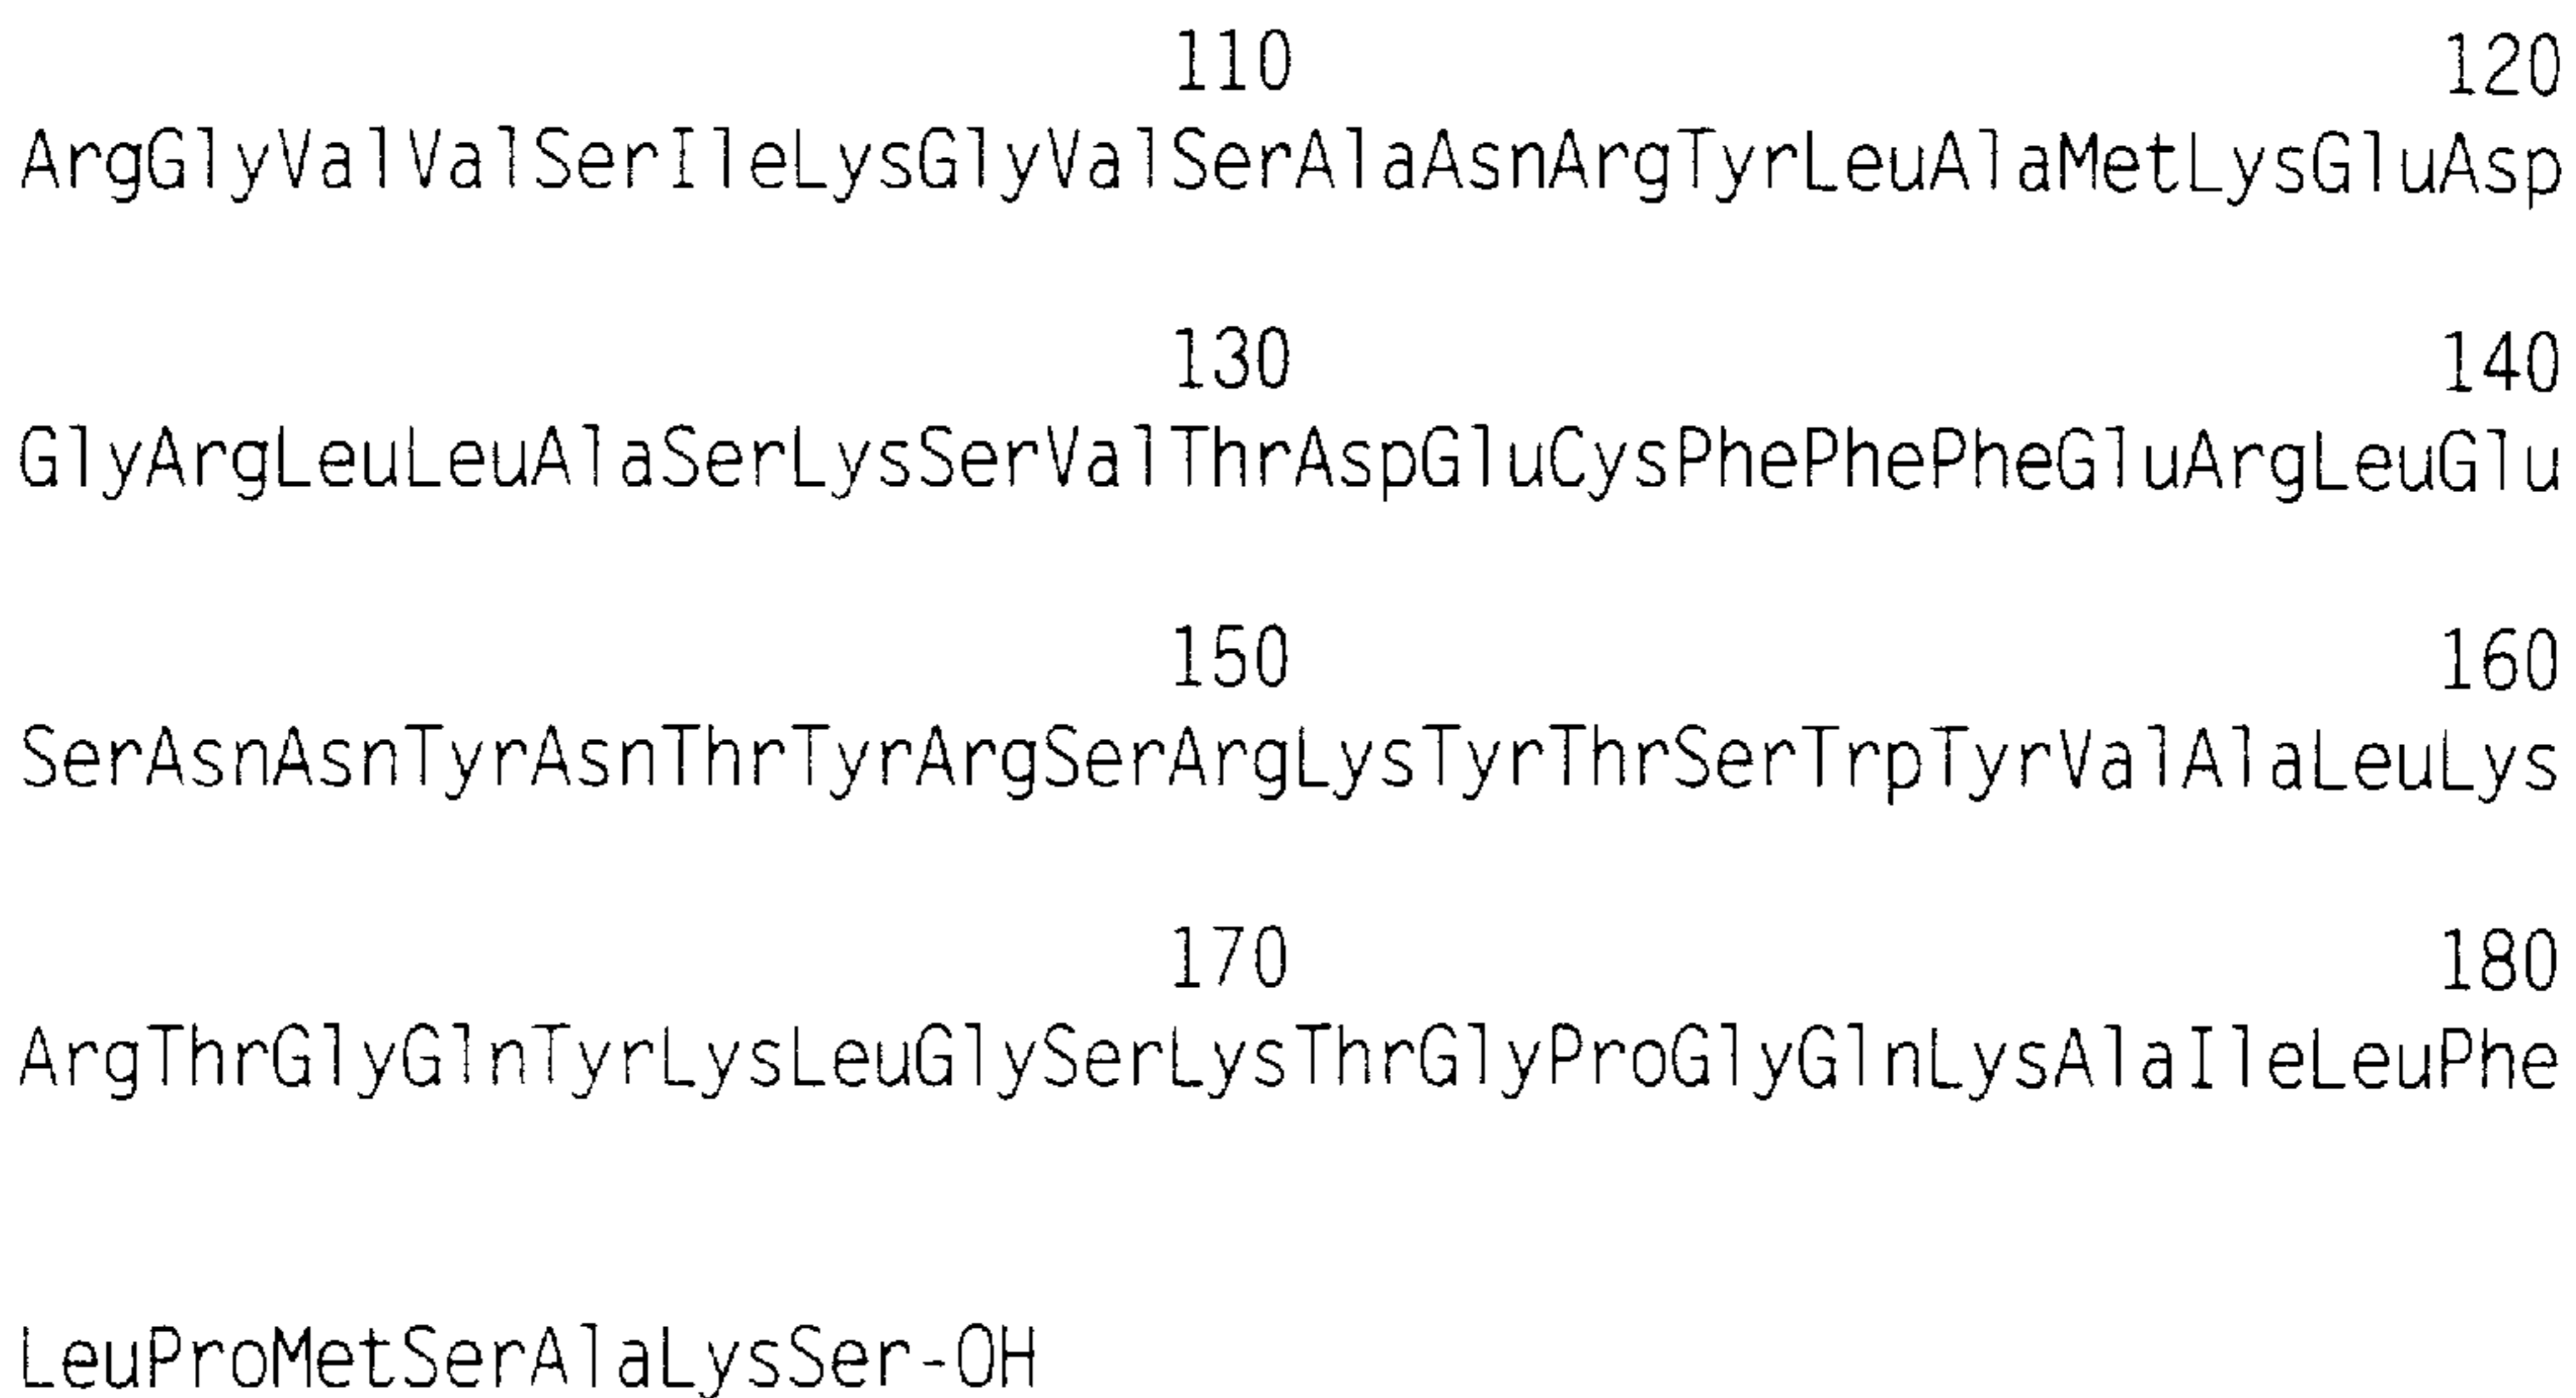 110 120
ArgGlyValValSerIleLysGlyValSerAlaAsnArgTyrLeuAlaMetLysGluAsp
130 140
GlyArgLeuLeuAlaSerLysSerValThrAspGluCysPhePhePheGluArgLeuGlu
150 160
SerAsnAsnTyrAsnThrTyrArgSerArgLysTyrThrSerTrpTyrValAlaLeuLys
170 180
ArgThrGlyGlnTyrLysLeuGlySerLysThrGlyProGlyGlnLysAlaIleLeuPhe
LeuProMetSerAlaLysSer-OH